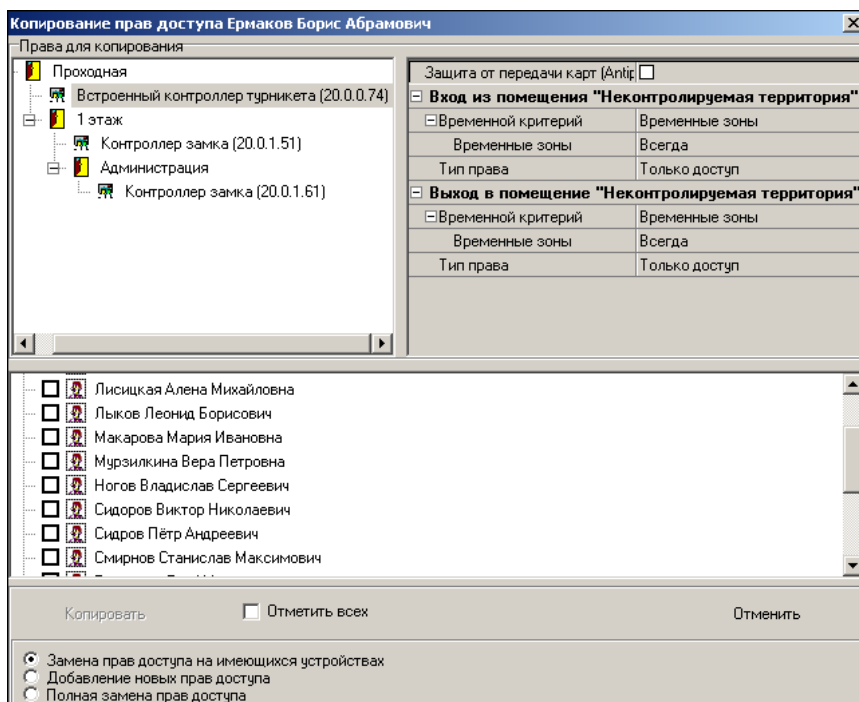 Копирование прав доступа Ермаков Борис Абрамович
Права для копирования
Проходная
Встроенный контроллер турникета (20.0.0.74)
1 этаж
Контроллер замка (20.0.1.51)
Администрация
Контроллер замка (20.0.1.61)
Защита от передачи карт (Antip
Вход из помещения "Неконтролируемая территория"
Временной критерий Временные зоны
Временные зоны Всегда
Тип права Только доступ
Выход в помещение "Неконтролируемая территория"
Временной критерий Временные зоны
Временные зоны Всегда
Тип права Только доступ
Лисицкая Алена Михайловна
Лыков Леонид Борисович
Макарова Мария Ивановна
Мурзилкина Вера Петровна
Ногов Владислав Сергеевич
Сидоров Виктор Николаевич
Сидров Пётр Андреевич
Смирнов Станислав Максимович
Копировать Отметить всех Отменить
Замена прав доступа на имеющихся устройствах
Добавление новых прав доступа
Полная замена прав доступа